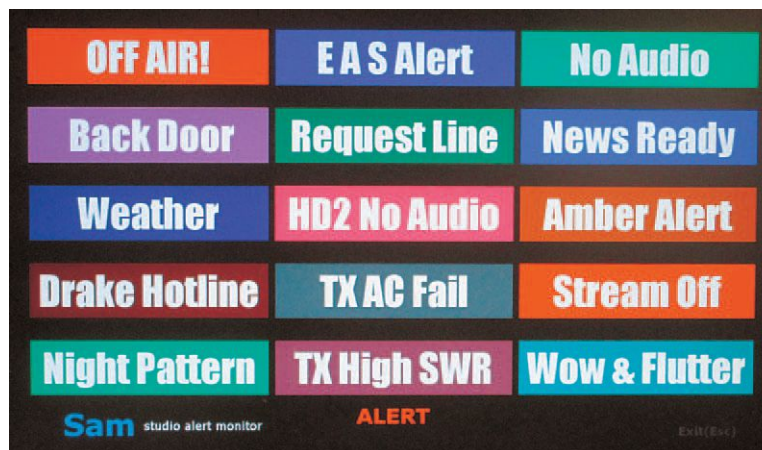 OFF AIR! E A S Alert No Audio
Back Door Request Line News Ready
Weather HD2 No Audio Amber Alert
Drake Hotline TX AC Fail Stream Off
Night Pattern TX High SWR Wow & Flutter
Sam studio alert monitor ALERT Exit(Esc)